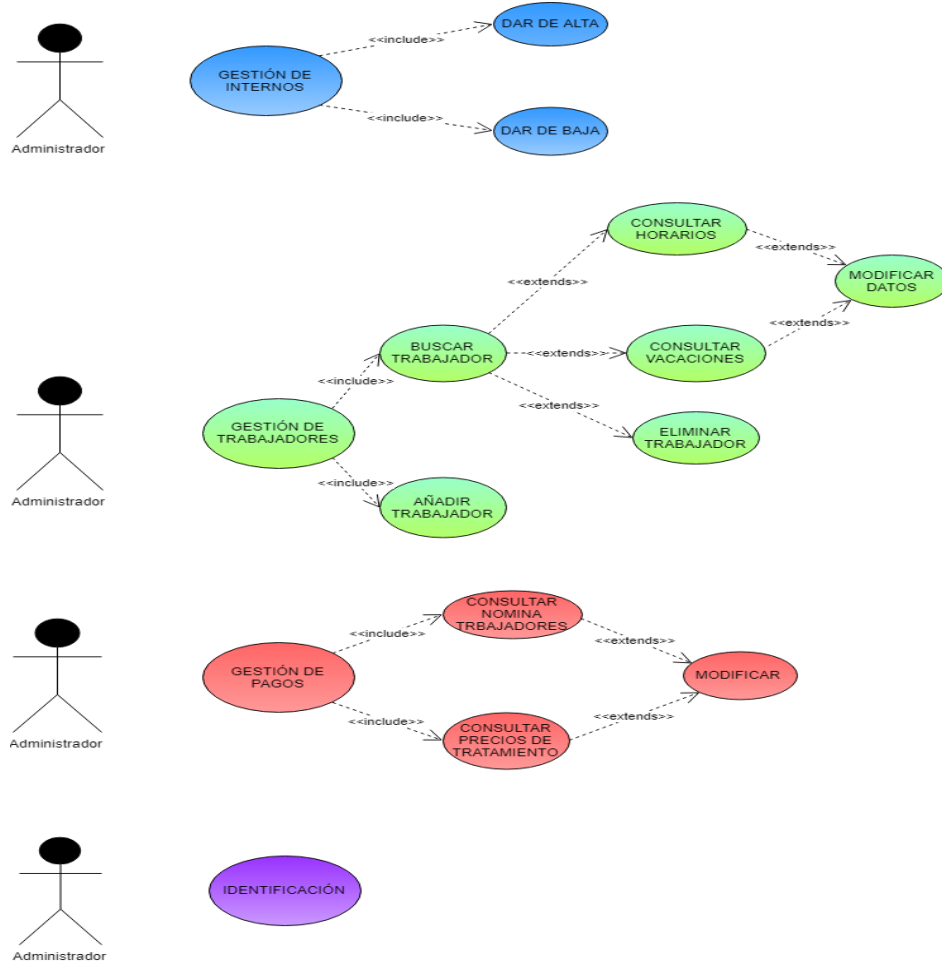 DAR DE ALTA
<<include>>
GESTIÓN DE
INTERNOS
<<include>>
DAR DE BAJA
Administrador
CONSULTAR
HORARIOS
<<extends>>
MODIFICAR
DATOS
<<extends>>
<<extends>>
BUSCAR
TRABAJADOR
<<extends>>
CONSULTAR
VACACIONES
<<include>>
<<extends>>
GESTIÓN DE
TRABAJADORES
ELIMINAR
TRABAJADOR
<<include>>
Administrador
AÑADIR
TRABAJADOR
CONSULTAR
NOMINA
TRBAJADORES
<<include>>
<<extends>>
GESTIÓN DE
PAGOS
MODIFICAR
<<include>>
<<extends>>
CONSULTAR
PRECIOS DE
TRATAMIENTO
Administrador
IDENTIFICACIÓN
Administrador